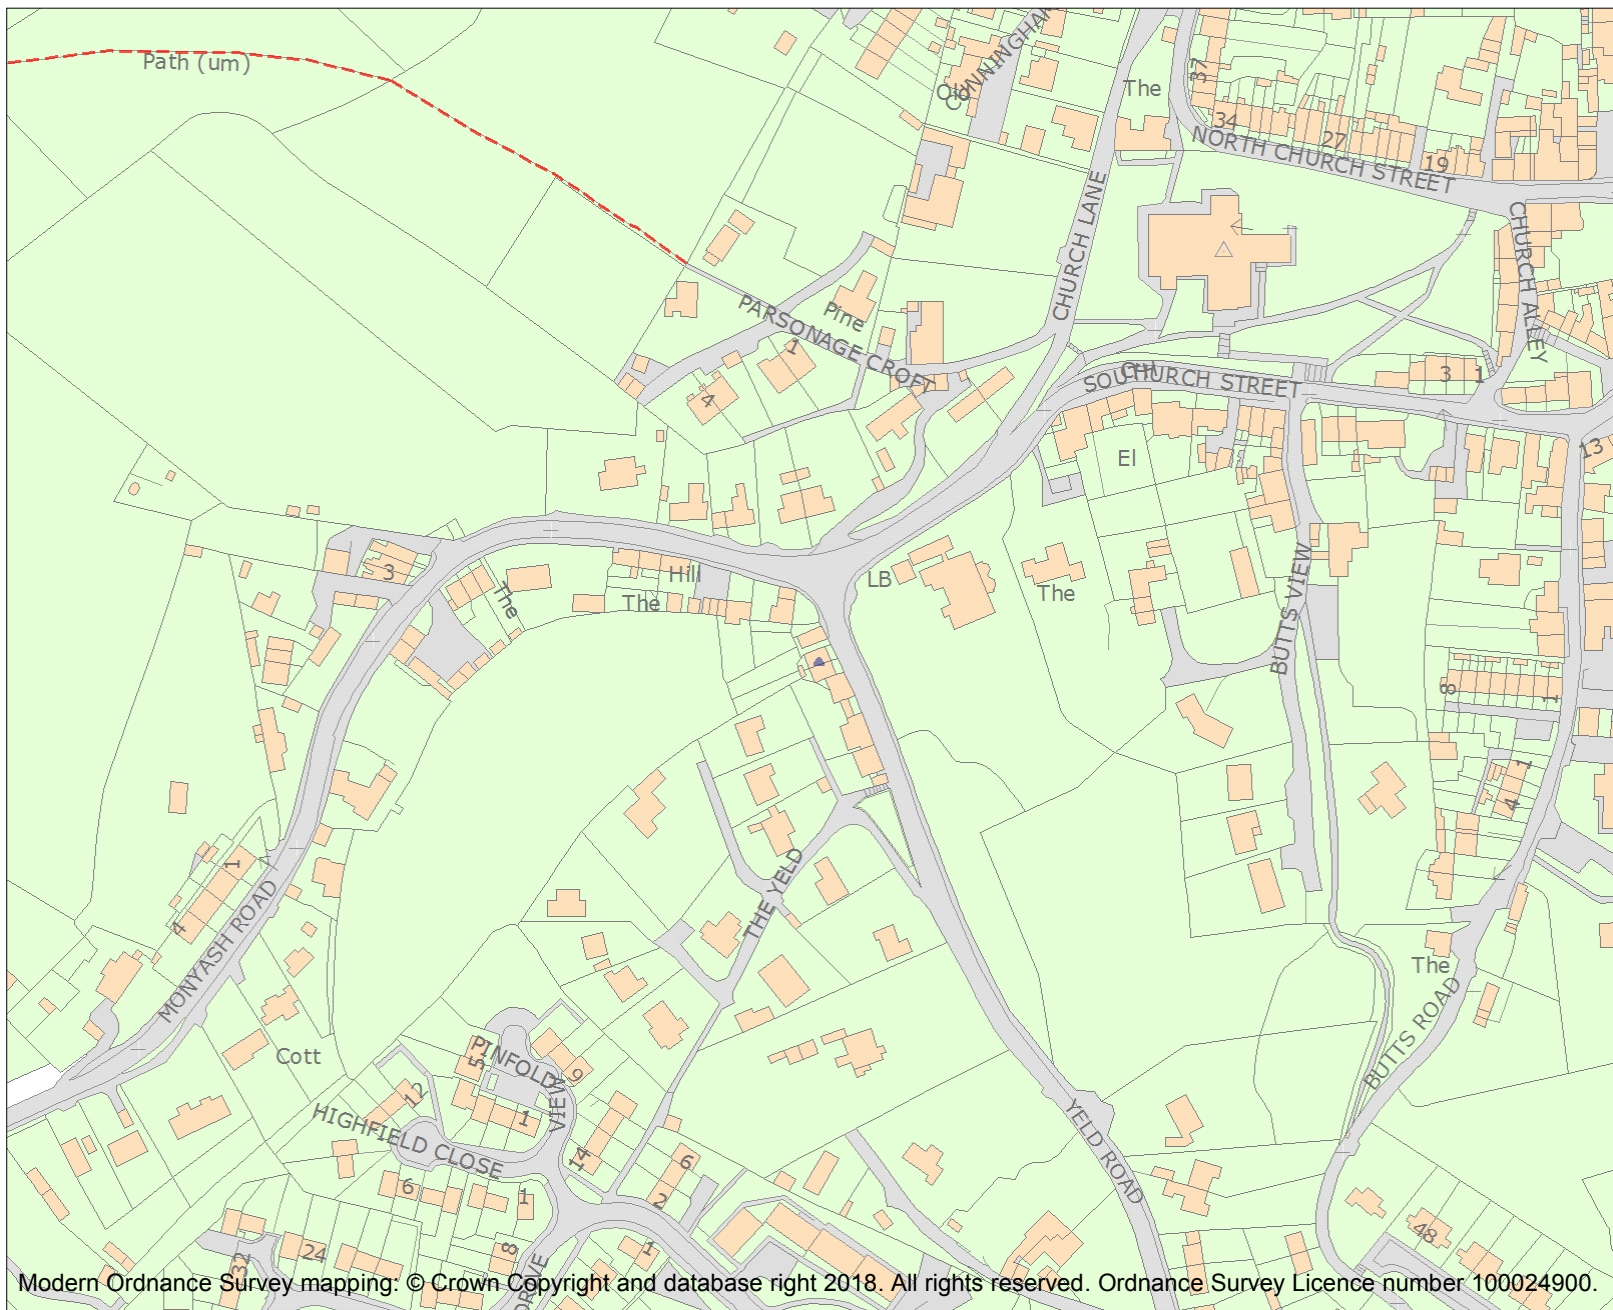 Path (um)
CUNNINGHAM
Old
The
37
34
27
19
NORTH CHURCH STREET
CHURCH LANE
CHURCH ALLEY
Pine
PARSONAGE CROFT
1
4
SOUTH CHURCH STREET
3
1
13
El
3
The
Hill
The
LB
The
BUTTS VIEW
8
1
1
4
THE YELD
1
4
MONYASH ROAD
The
BUTTS ROAD
Cott
PINFOLD VIEW
5
9
12
1
HIGHFIELD CLOSE
14
YELD ROAD
6
1
6
2
48
24
32
8
1
DRIVE
Modern Ordnance Survey mapping: © Crown Copyright and database right 2018. All rights reserved. Ordnance Survey Licence number 100024900.